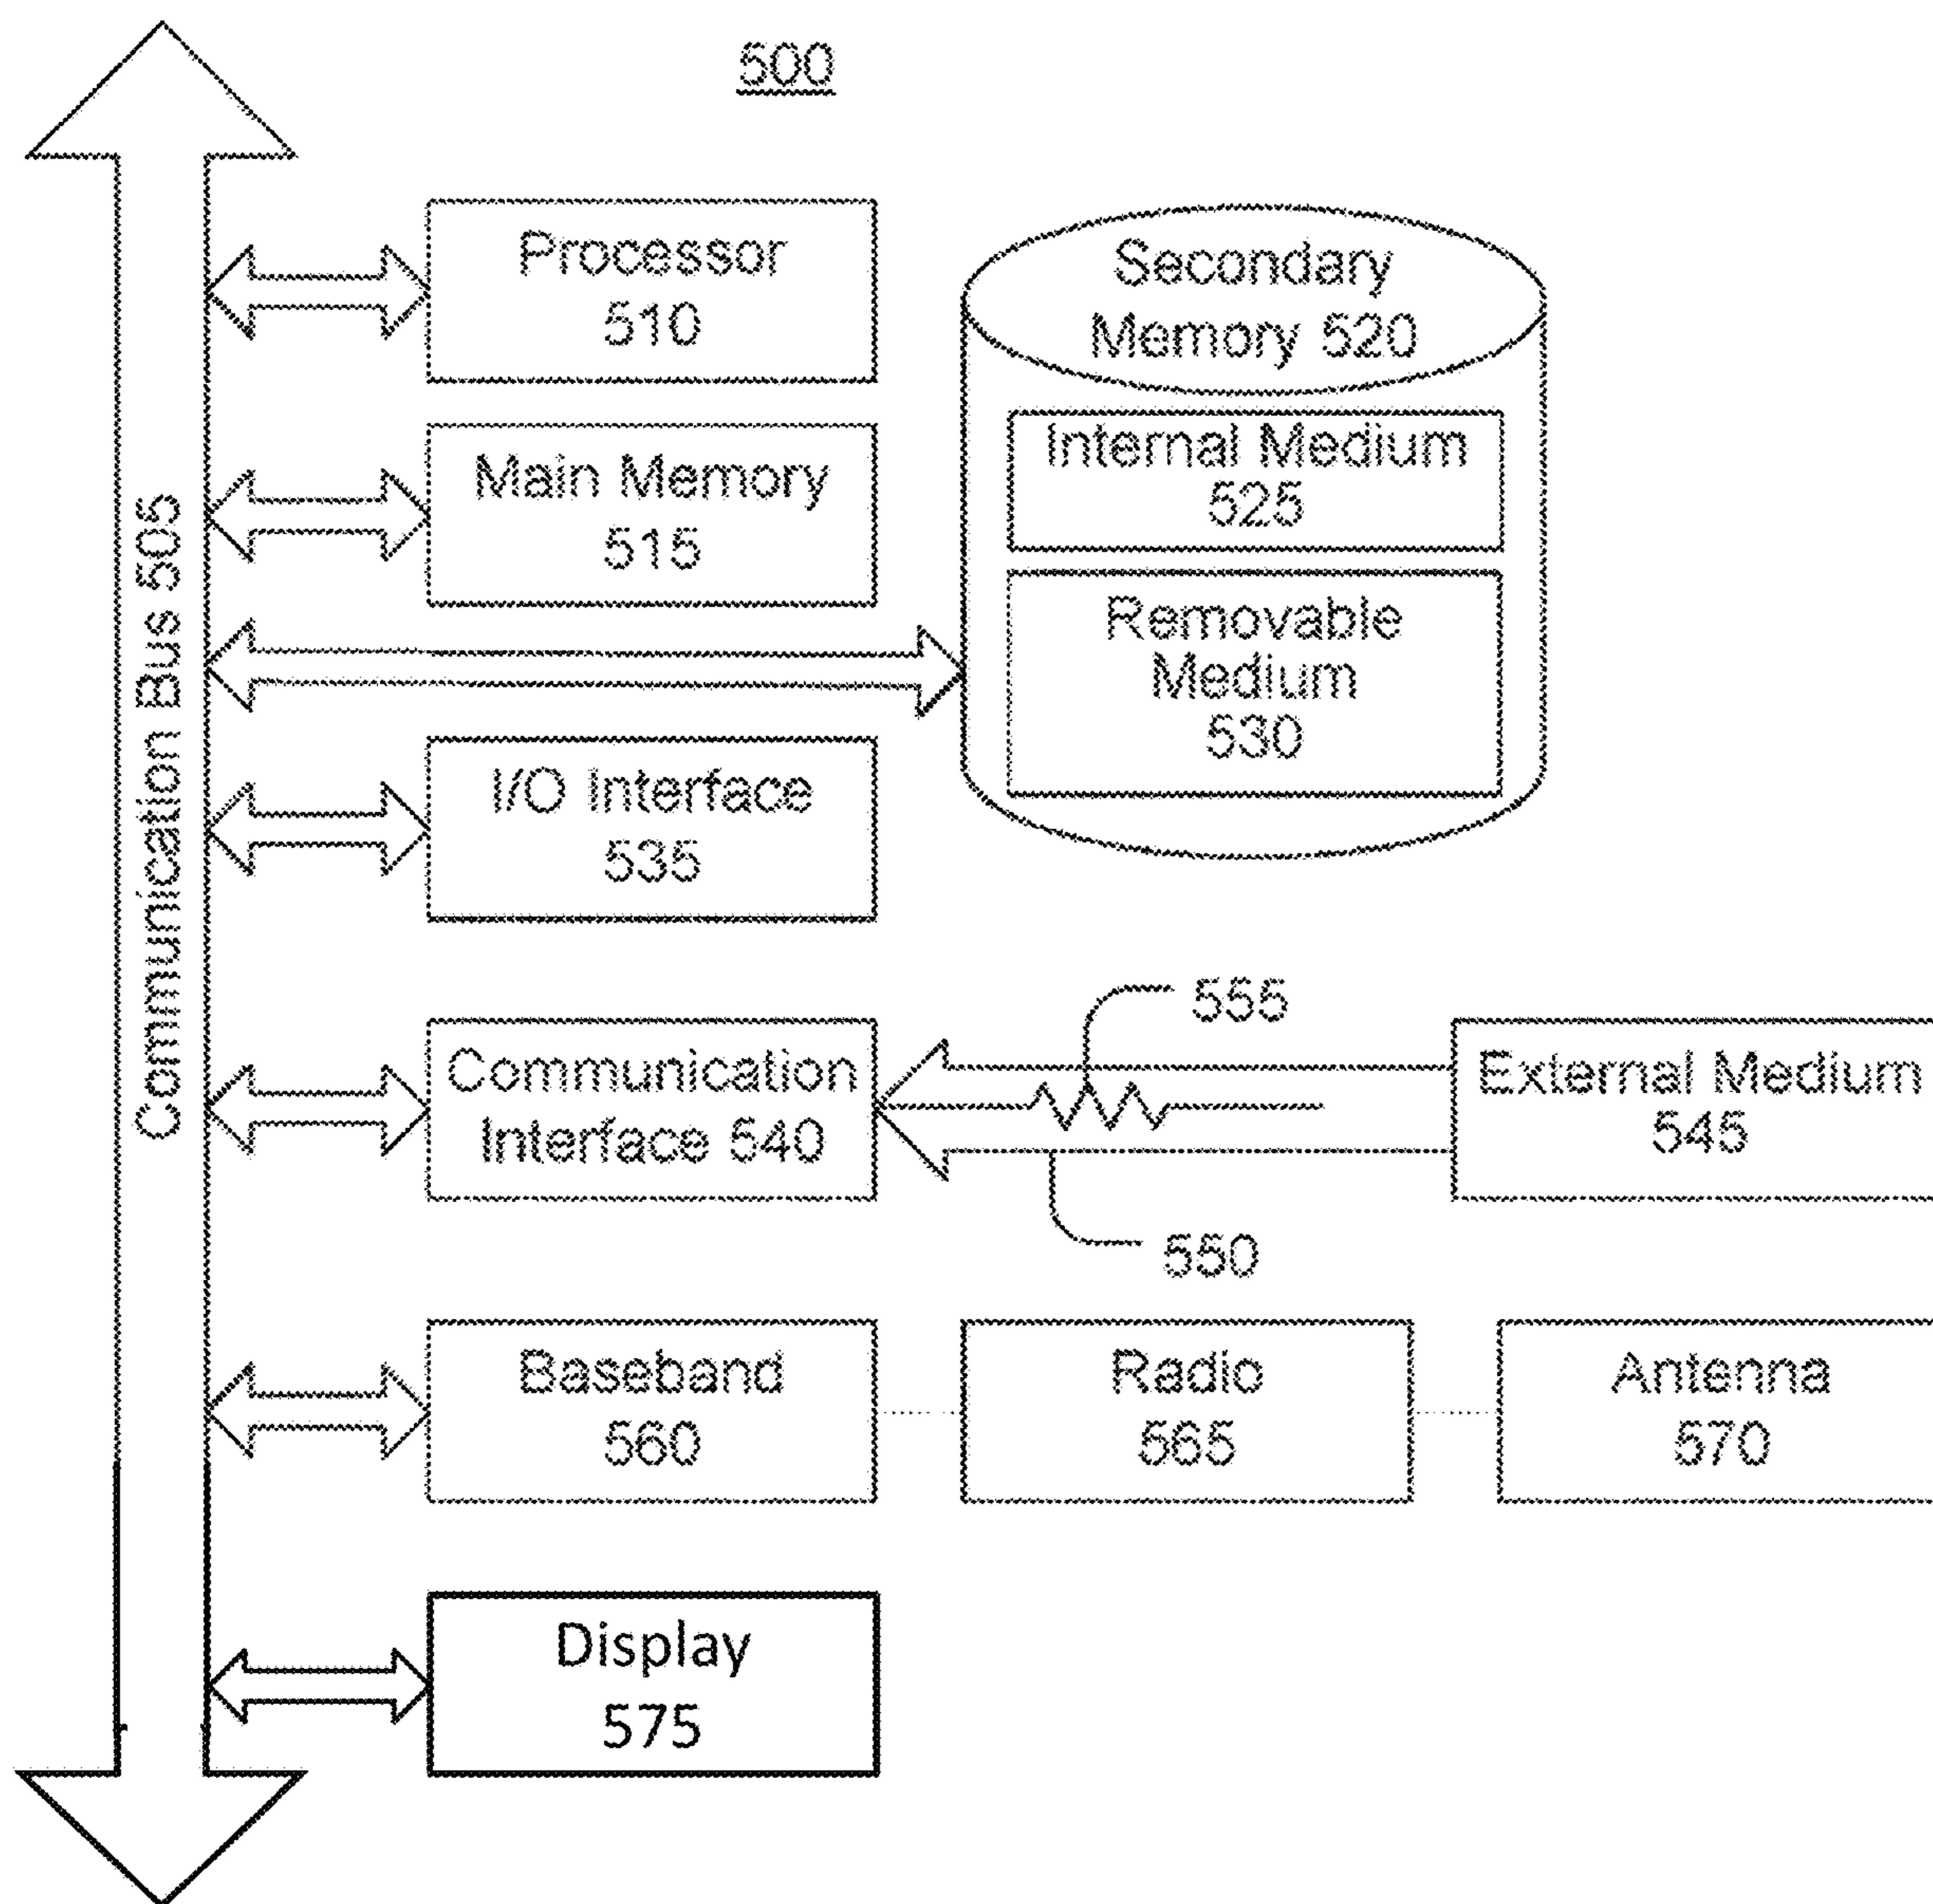 500
Communication Bus 505
Processor
510
Secondary
Memory 520
Main Memory
515
Internal Medium
525
Removable
Medium
530
I/O Interface
535
555
Communication
Interface 540
External Medium
545
550
Baseband
560
Radio
565
Antenna
570
Display
575